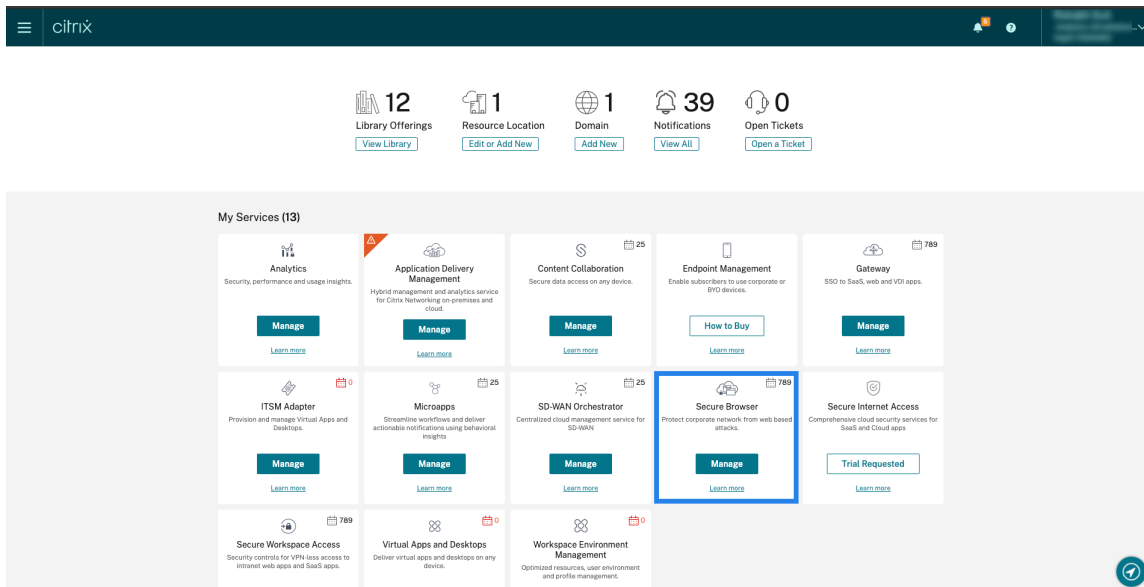 citrix
5
?
12
Library Offerings
View Library
1
Resource Location
Edit or Add New
1
Domain
Add New
39
Notifications
View All
0
Open Tickets
Open a Ticket
My Services (13)
Analytics
Security, performance and usage insights.
Manage
Learn more
Application Delivery
Management
Hybrid management and analytics service
for Citrix Networking on-premises and
cloud.
Manage
Learn more
25
Content Collaboration
Secure data access on any device.
Manage
Learn more
Endpoint Management
Enable subscribers to use corporate or
BYO devices.
How to Buy
Learn more
789
Gateway
SSO to SaaS, web and VDI apps.
Manage
Learn more
0
ITSM Adapter
Provision and manage Virtual Apps and
Desktops.
Manage
Learn more
25
Microapps
Streamline workflows and deliver
actionable notifications using behavioral
insights
Manage
Learn more
25
SD-WAN Orchestrator
Centralized cloud management service for
SD-WAN
Manage
Learn more
789
Secure Browser
Protect corporate network from web based
attacks.
Manage
Learn more
Secure Internet Access
Comprehensive cloud security services for
SaaS and Cloud apps
Trial Requested
Learn more
789
Secure Workspace Access
Security controls for VPN-less access to
intranet web apps and SaaS apps.
0
Virtual Apps and Desktops
Deliver virtual apps and desktops on any
device.
0
Workspace Environment
Management
Optimized resources, user environment
and profile management.